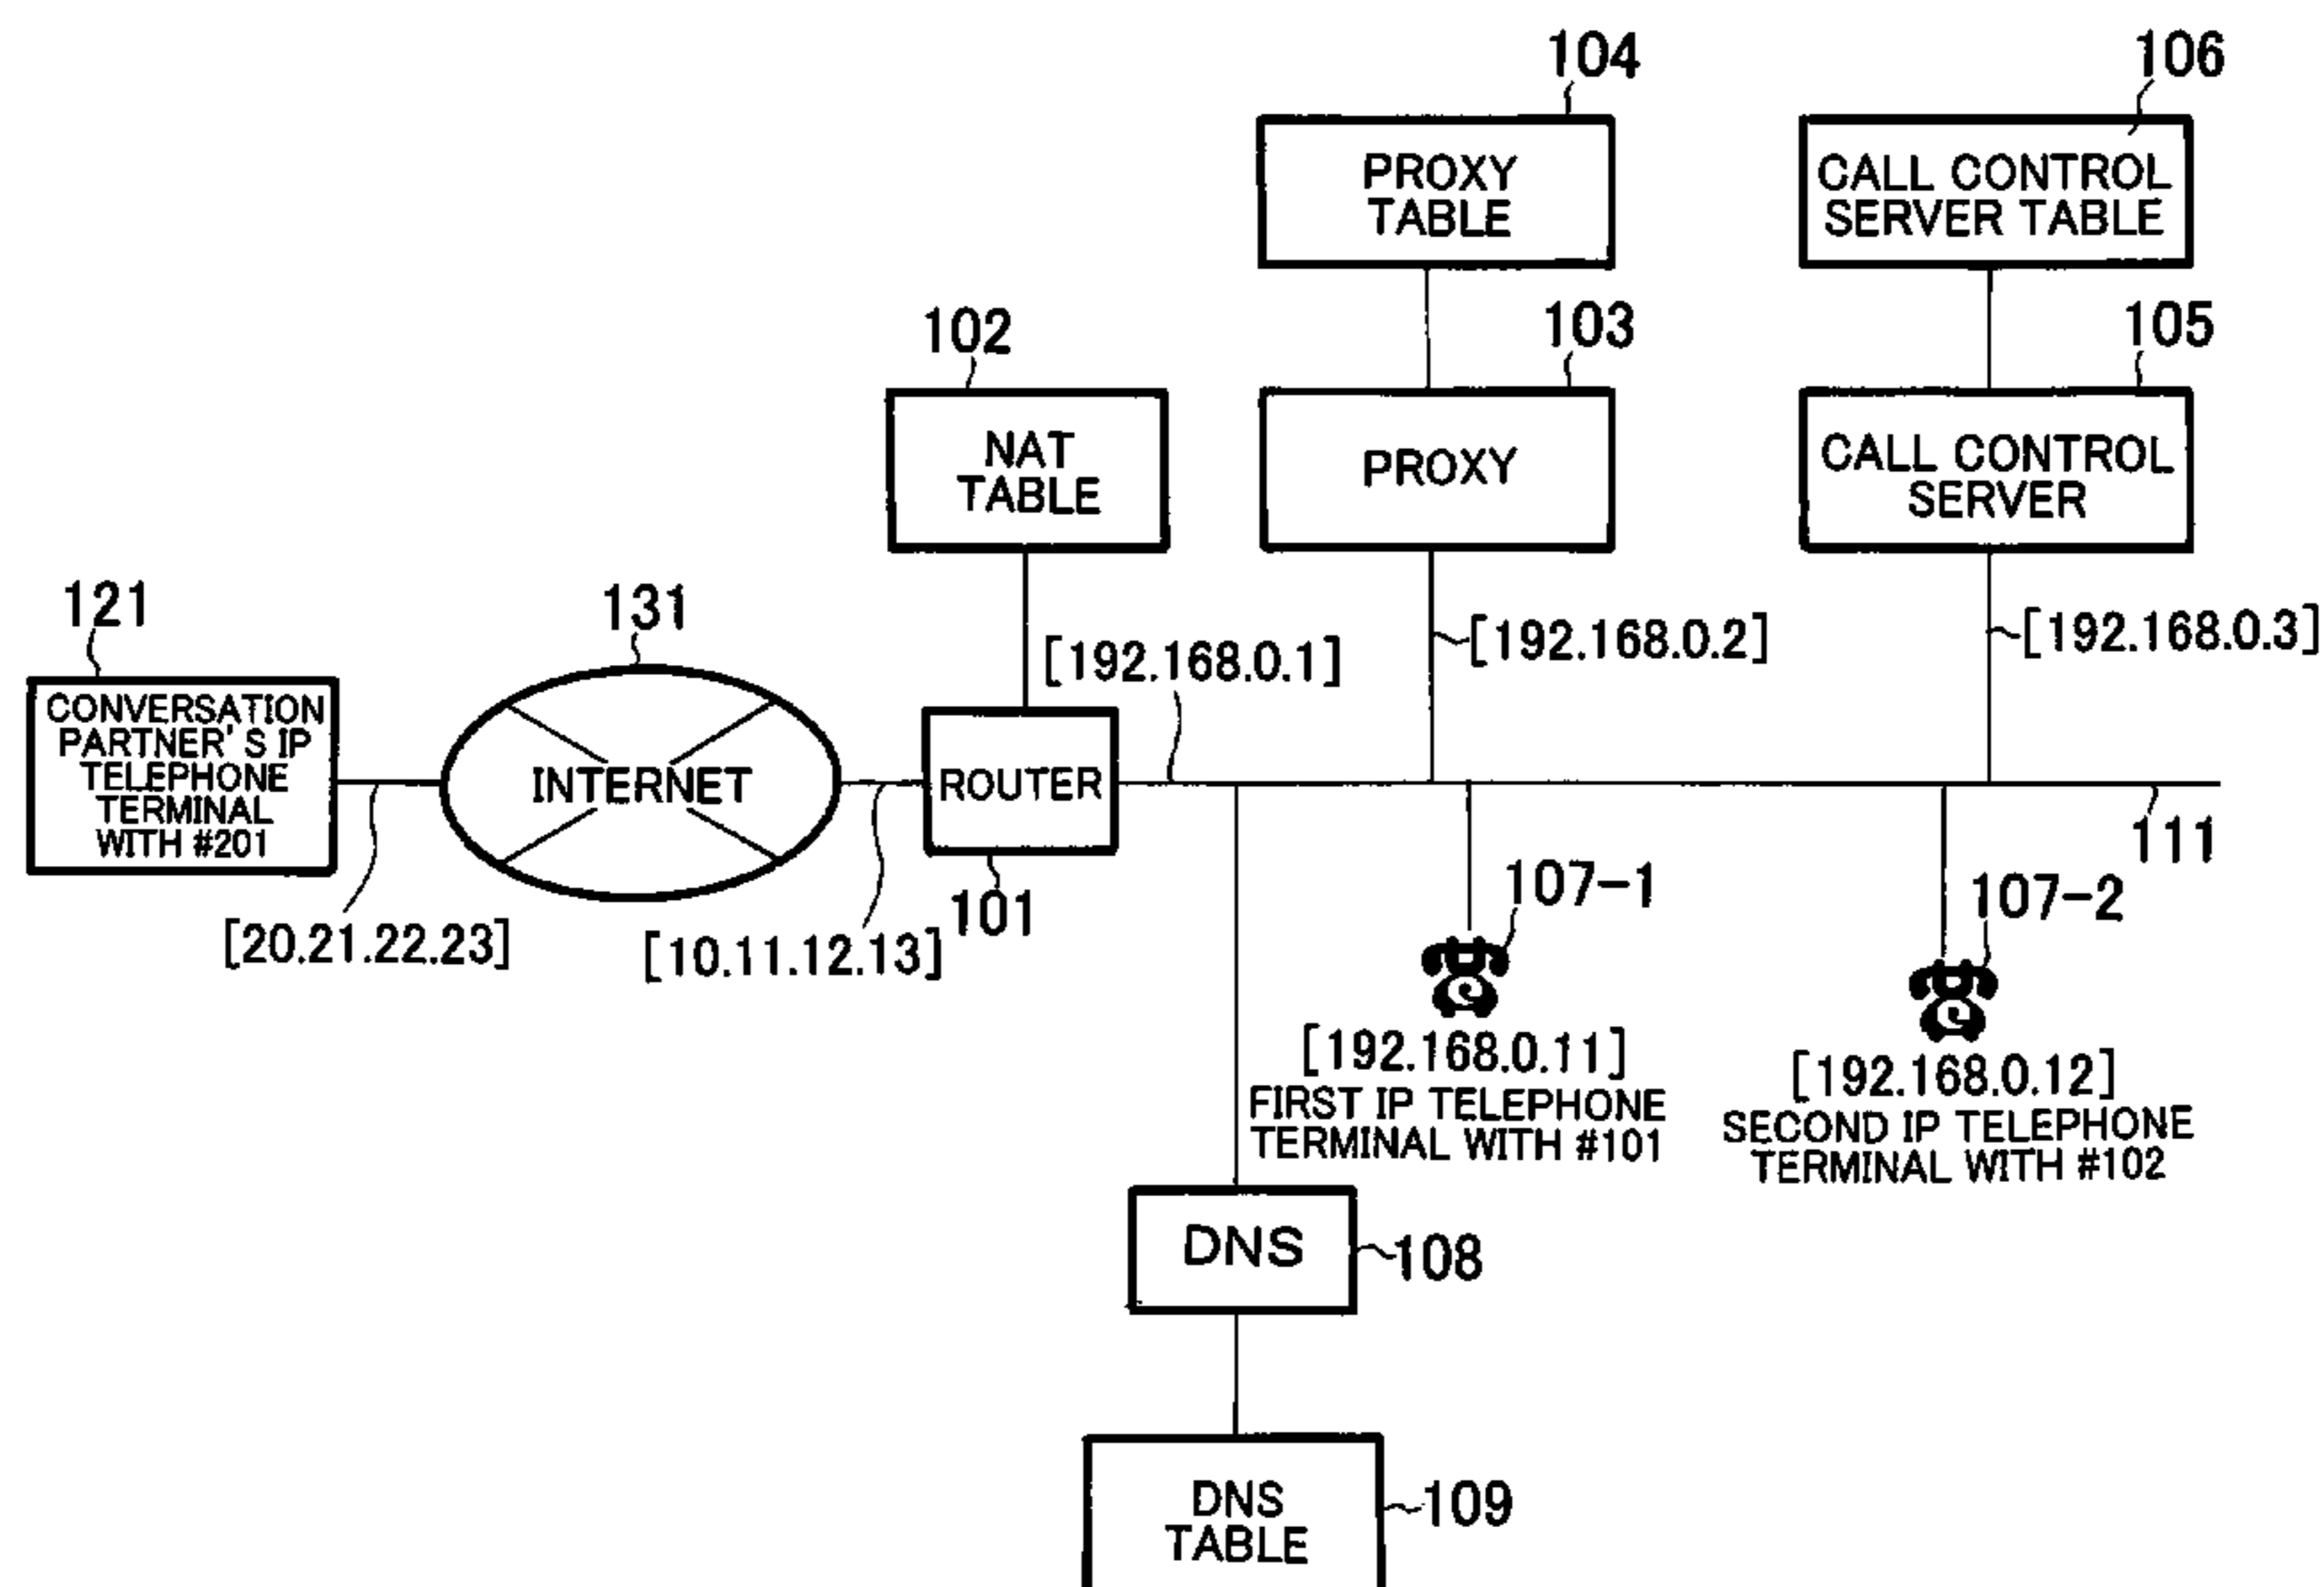 104
106
PROXY
TABLE
CALL CONTROL
SERVER TABLE
102
103
105
NAT
TABLE
PROXY
CALL CONTROL
SERVER
121
131
[192.168.0.1]
[192.168.0.2]
[192.168.0.3]
CONVERSATION
PARTNER'S IP
TELEPHONE
TERMINAL
WITH #201
INTERNET
ROUTER
111
[20.21.22.23]
[10.11.12.13]
101
107-1
107-2
[192.168.0.11]
FIRST IP TELEPHONE
TERMINAL WITH #101
[192.168.0.12]
SECOND IP TELEPHONE
TERMINAL WITH #102
DNS
108
DNS
TABLE
109